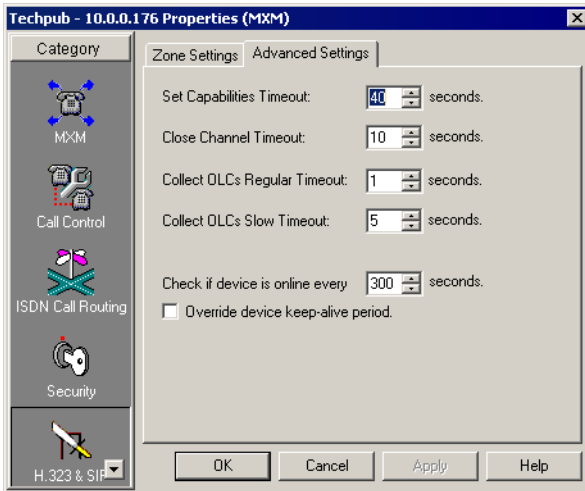 Techpub - 10.0.0.176 Properties (MXM)
Category
MXM
Call Control
ISDN Call Routing
Security
H.323 & SIP
Zone Settings
Advanced Settings
Set Capabilities Timeout: 40 seconds.
Close Channel Timeout: 10 seconds.
Collect OLCs Regular Timeout: 1 seconds.
Collect OLCs Slow Timeout: 5 seconds.
Check if device is online every 300 seconds.
Override device keep-alive period.
OK
Cancel
Apply
Help